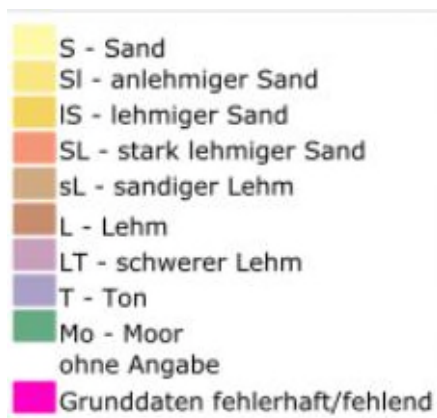 S - Sand
Sl - anlehmiger Sand
lS - lehmiger Sand
SL - stark lehmiger Sand
sL - sandiger Lehm
L - Lehm
LT - schwerer Lehm
T - Ton
Mo - Moor
ohne Angabe
Grunddaten fehlerhaft/fehlend